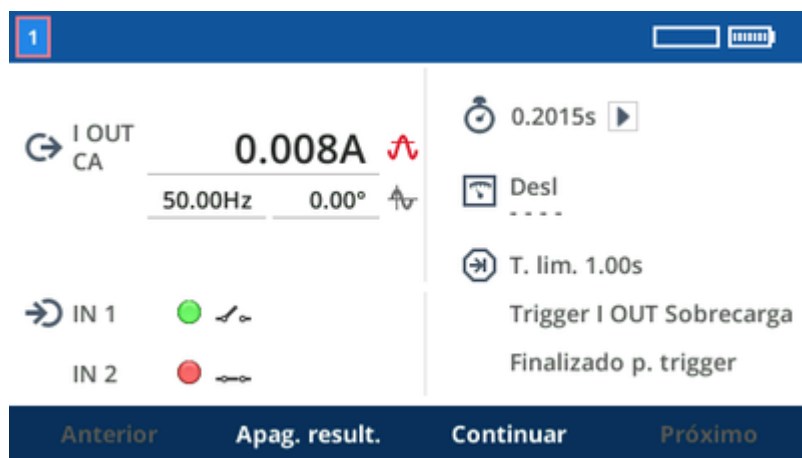 1
I OUT
CA
0.008A
50.00Hz 0.00°
IN 1
IN 2
0.2015s
Desl
- - - -
T. lim. 1.00s
Trigger I OUT Sobrecarga
Finalizado p. trigger
Anterior Apag. result. Continuar Próximo